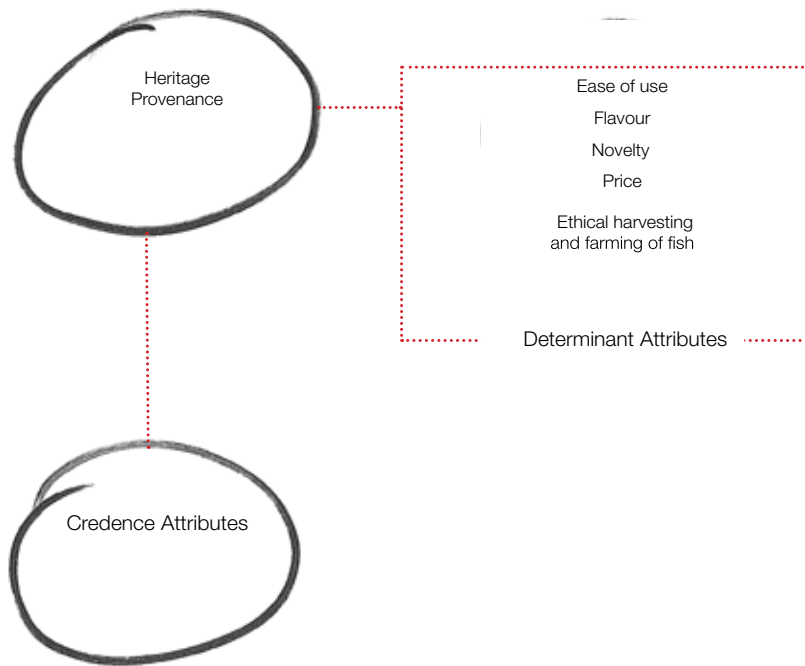 Heritage
Provenance
Ease of use
Flavour
Novelty
Price
Ethical harvesting
and farming of fish
Determinant Attributes
Credence Attributes